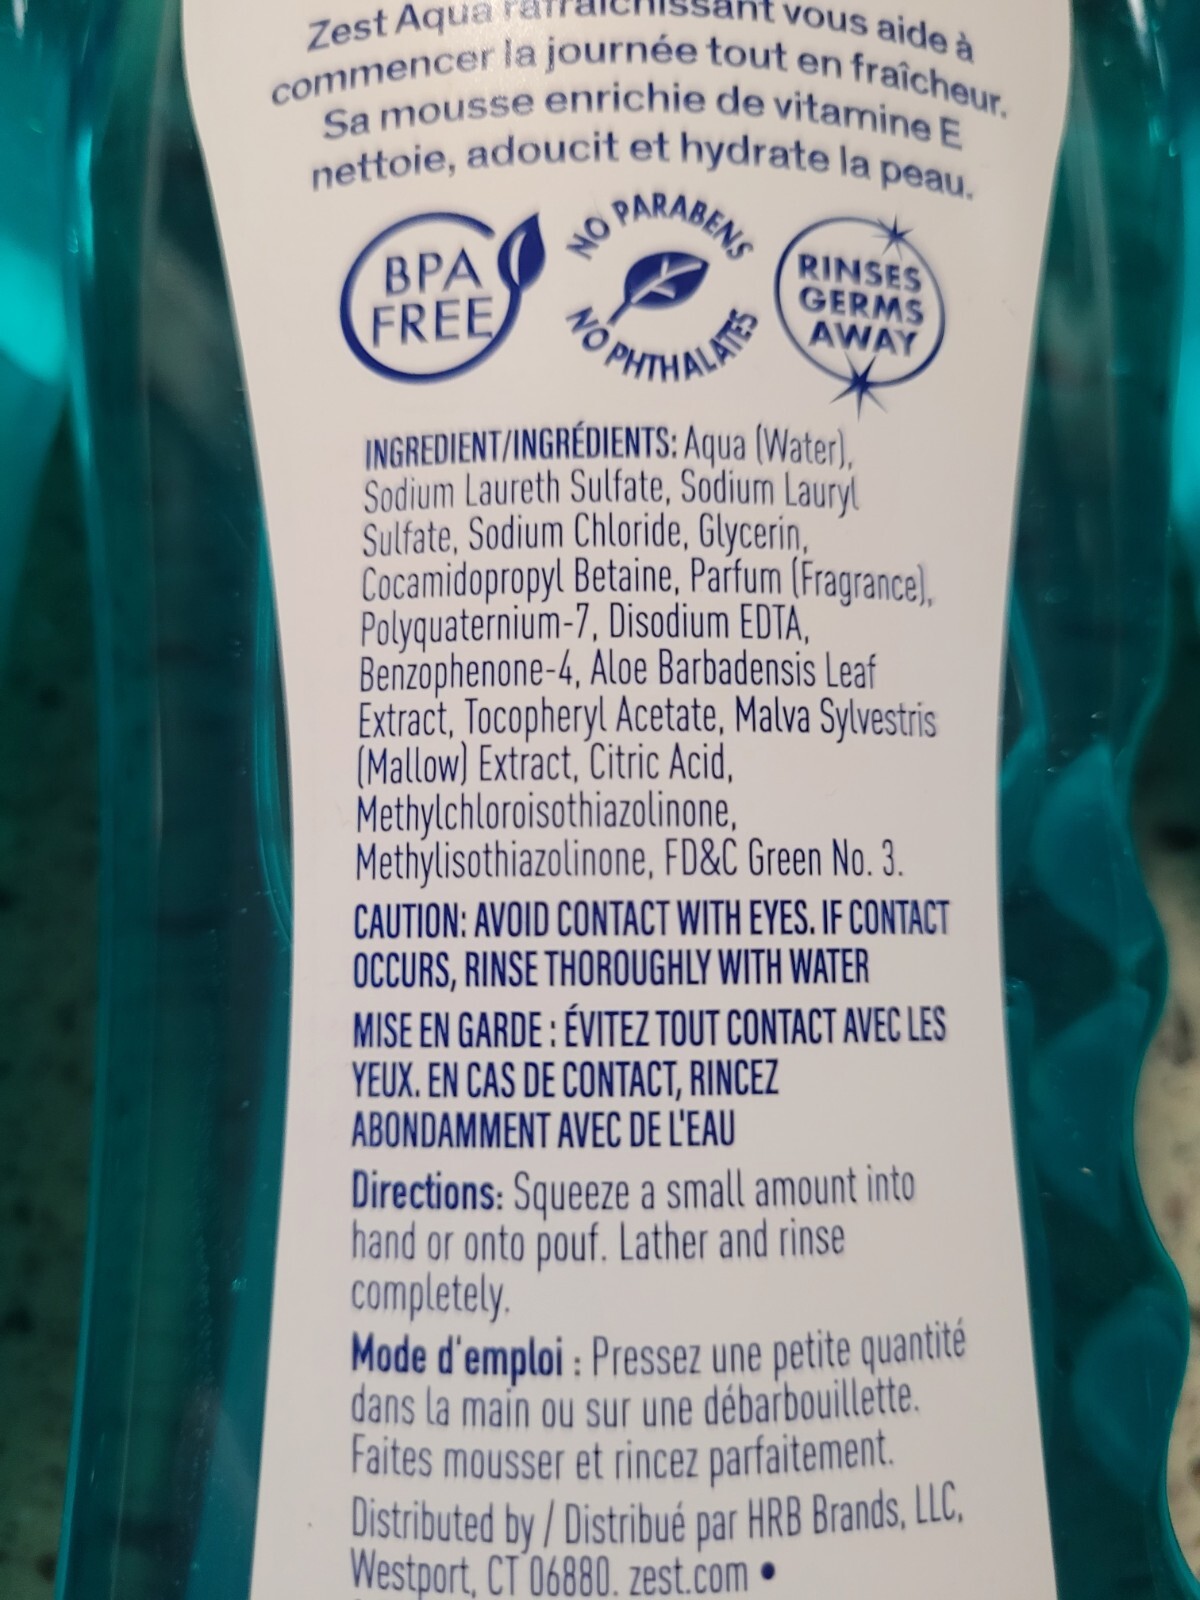 Zest Aqua rafraichissant vous aide à
commencer la journée tout en fraîcheur.
Sa mousse enrichie de vitamine E
nettoie, adoucit et hydrate la peau.
BPA
FREE
NO PARABENS
NO PHTHALATES
RINSES
GERMS
AWAY
INGREDIENT/INGRÉDIENTS: Aqua (Water),
Sodium Laureth Sulfate, Sodium Lauryl
Sulfate, Sodium Chloride, Glycerin,
Cocamidopropyl Betaine, Parfum (Fragrance),
Polyquaternium-7, Disodium EDTA,
Benzophenone-4, Aloe Barbadensis Leaf
Extract, Tocopheryl Acetate, Malva Sylvestris
(Mallow) Extract, Citric Acid,
Methylchloroisothiazolinone,
Methylisothiazolinone, FD&C Green No. 3.
CAUTION: AVOID CONTACT WITH EYES. IF CONTACT
OCCURS, RINSE THOROUGHLY WITH WATER
MISE EN GARDE : ÉVITEZ TOUT CONTACT AVEC LES
YEUX. EN CAS DE CONTACT, RINCEZ
ABONDAMMENT AVEC DE L'EAU
Directions: Squeeze a small amount into
hand or onto pouf. Lather and rinse
completely.
Mode d'emploi : Pressez une petite quantité
dans la main ou sur une débarbouillette.
Faites mousser et rincez parfaitement.
Distributed by / Distribué par HRB Brands, LLC,
Westport, CT 06880. zest.com •